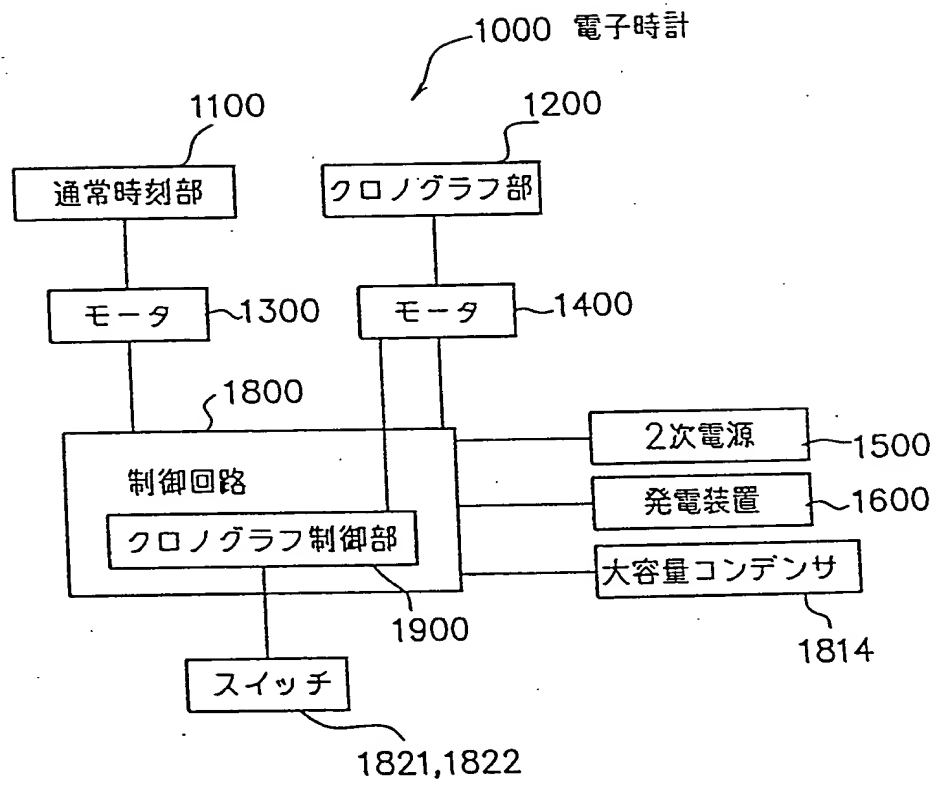 1000 電子時計
1100
1200
通常時刻部
クロノグラフ部
モータ
1300
モータ
1400
1800
2次電源
1500
制御回路
発電装置
1600
クロノグラフ制御部
大容量コンデンサ
1900
1814
スイッチ
1821,1822